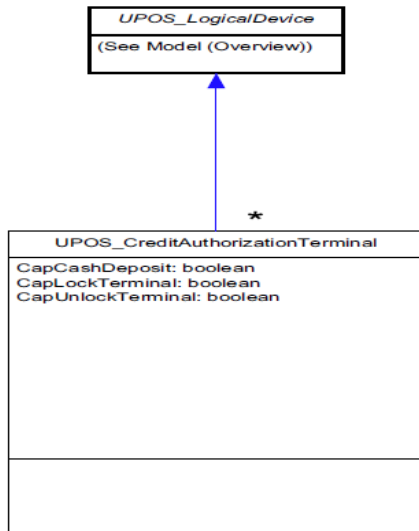 UPOS_LogicalDevice
(See Model (Overview))
*
UPOS_CreditAuthorizationTerminal
CapCashDeposit: boolean
CapLockTerminal: boolean
CapUnlockTerminal: boolean